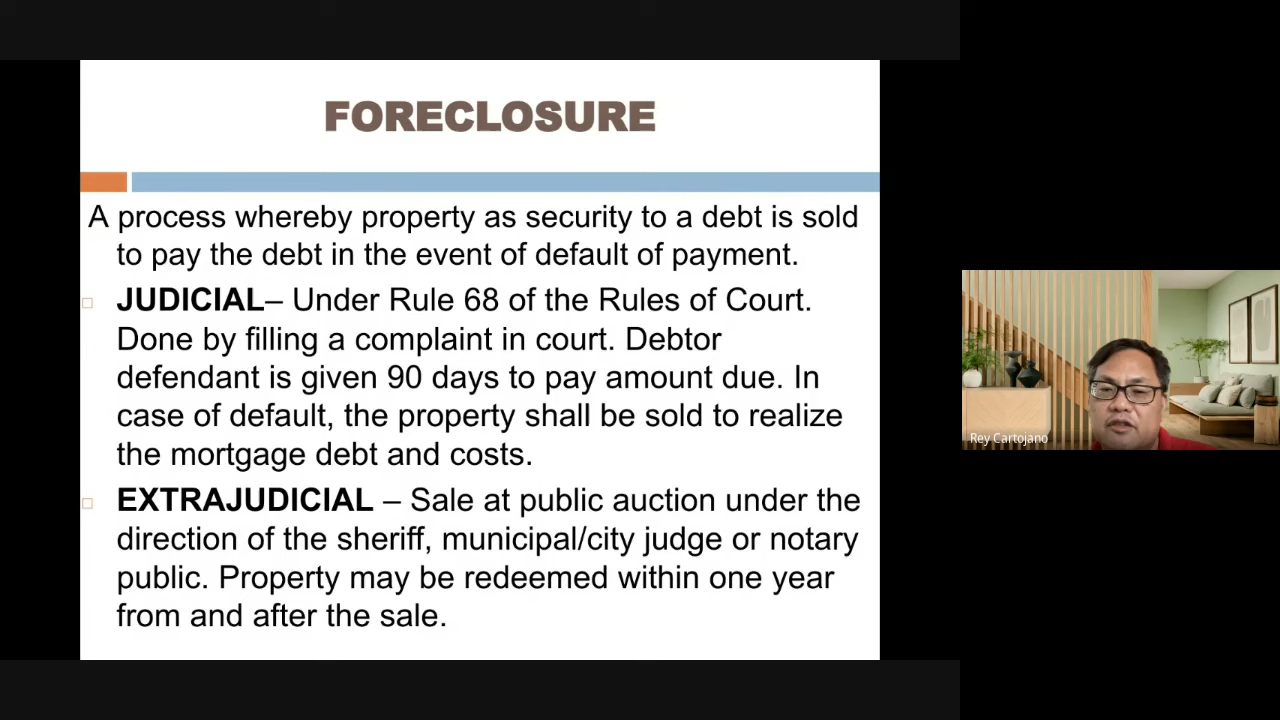 FORECLOSURE
A process whereby property as security to a debt is sold
to pay the debt in the event of default of payment.
JUDICIAL– Under Rule 68 of the Rules of Court.
Done by filling a complaint in court. Debtor
defendant is given 90 days to pay amount due. In
case of default, the property shall be sold to realize
the mortgage debt and costs.
EXTRAJUDICIAL – Sale at public auction under the
direction of the sheriff, municipal/city judge or notary
public. Property may be redeemed within one year
from and after the sale.
Rey Cartojano